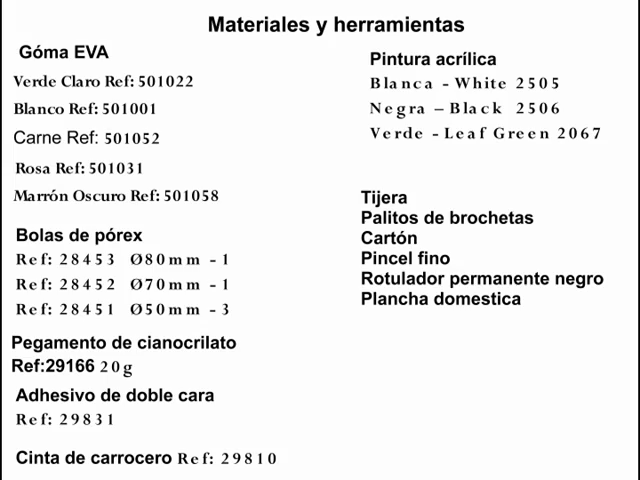 Materiales y herramientas
Góma EVA
Verde Claro Ref: 501022
Blanco Ref: 501001
Carne Ref: 501052
Rosa Ref: 501031
Marrón Oscuro Ref: 501058
Bolas de pórex
Ref: 28453 Ø80mm - 1
Ref: 28452 Ø70mm - 1
Ref: 28451 Ø50mm - 3
Pegamento de cianocrilato
Ref:29166 20g
Adhesivo de doble cara
Ref: 29831
Cinta de carrocero Ref: 29810
Pintura acrílica
Blanca - White 2505
Negra – Black 2506
Verde - Leaf Green 2067
Tijera
Palitos de brochetas
Cartón
Pincel fino
Rotulador permanente negro
Plancha domestica